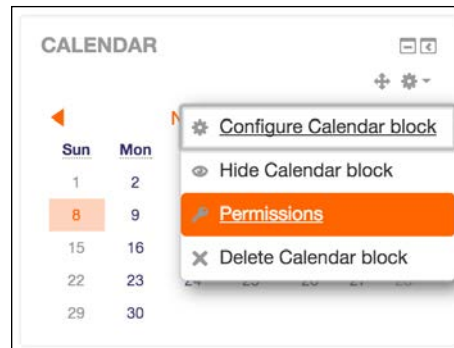 CALENDAR
N
Configure Calendar block
Sun Mon
Hide Calendar block
1 2
8 9
Permissions
15 16
Delete Calendar block
22 23
29 30